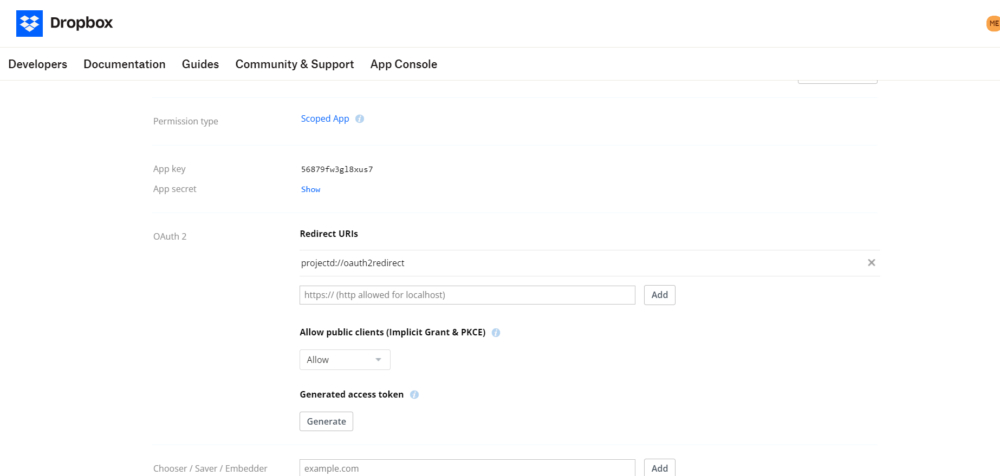 Dropbox
ME
Developers Documentation Guides Community & Support App Console
Permission type Scoped App i
App key 56879fw3gl8xus7
App secret Show
OAuth 2 Redirect URIs
projectd://oauth2redirect
https:// (http allowed for localhost) Add
Allow public clients (Implicit Grant & PKCE) i
Allow
Generated access token i
Generate
Chooser / Saver / Embedder example.com Add